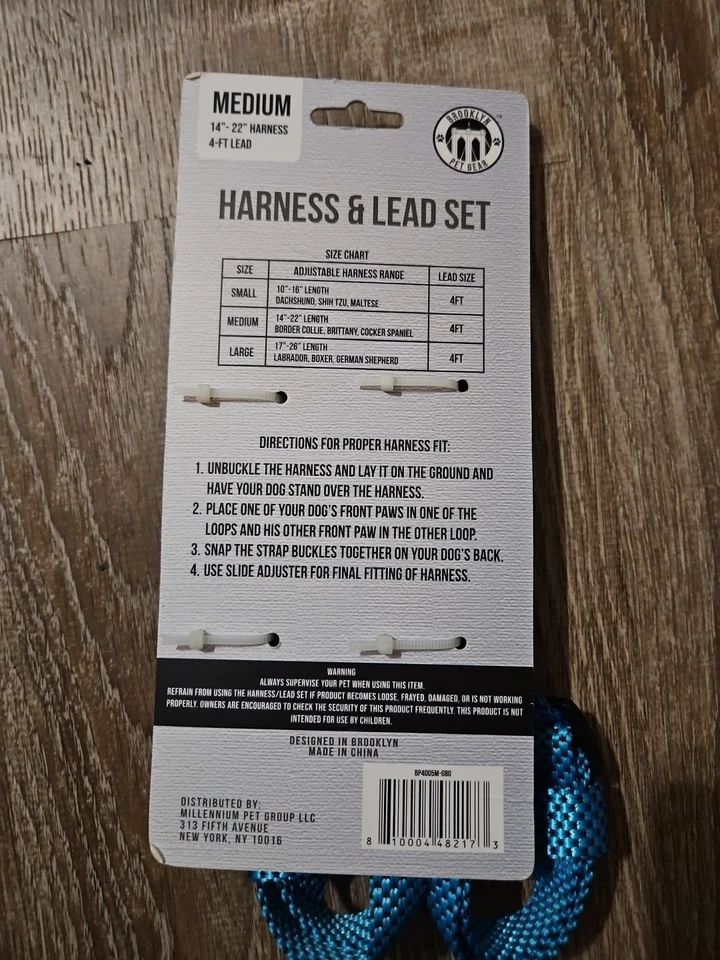 MEDIUM
14"- 22" HARNESS
4-FT LEAD
BROOKLYN
PET GEAR
™
HARNESS & LEAD SET
SIZE CHART
SIZE ADJUSTABLE HARNESS RANGE LEAD SIZE
SMALL 10"-16" LENGTH 4FT
DACHSHUND, SHIH TZU, MALTESE
MEDIUM 14"-22" LENGTH 4FT
BORDER COLLIE, BRITTANY, COCKER SPANIEL
LARGE 17"-26" LENGTH 4FT
LABRADOR, BOXER, GERMAN SHEPHERD
DIRECTIONS FOR PROPER HARNESS FIT:
1. UNBUCKLE THE HARNESS AND LAY IT ON THE GROUND AND
HAVE YOUR DOG STAND OVER THE HARNESS.
2. PLACE ONE OF YOUR DOG'S FRONT PAWS IN ONE OF THE
LOOPS AND HIS OTHER FRONT PAW IN THE OTHER LOOP.
3. SNAP THE STRAP BUCKLES TOGETHER ON YOUR DOG'S BACK.
4. USE SLIDE ADJUSTER FOR FINAL FITTING OF HARNESS.
WARNING
ALWAYS SUPERVISE YOUR PET WHEN USING THIS ITEM.
REFRAIN FROM USING THE HARNESS/LEAD SET IF PRODUCT BECOMES LOOSE, FRAYED, DAMAGED, OR IS NOT WORKING
PROPERLY. OWNERS ARE ENCOURAGED TO CHECK THE SECURITY OF THIS PRODUCT FREQUENTLY. THIS PRODUCT IS NOT
INTENDED FOR USE BY CHILDREN.
DESIGNED IN BROOKLYN
MADE IN CHINA
DISTRIBUTED BY:
MILLENNIUM PET GROUP LLC
313 FIFTH AVENUE
NEW YORK, NY 10016
BP4005M-GBO
8 10004 48217 3